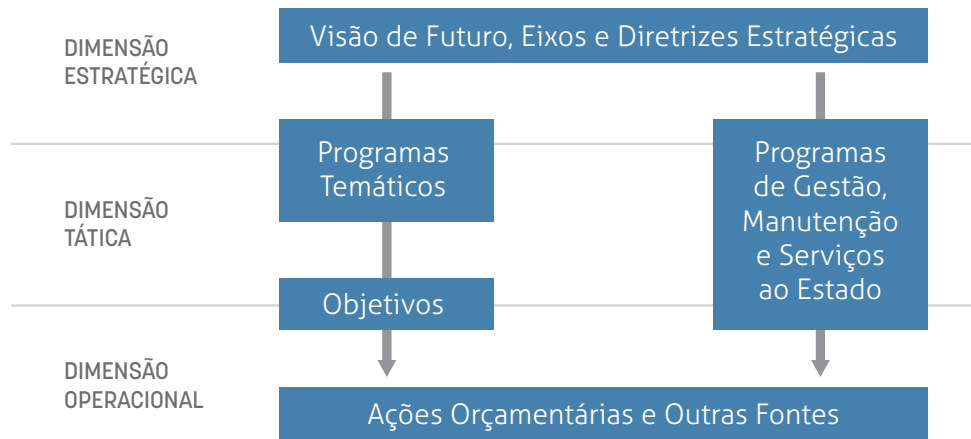 DIMENSÃO
ESTRATÉGICA
Visão de Futuro, Eixos e Diretrizes Estratégicas
DIMENSÃO
TÁTICA
Programas
Temáticos
Objetivos
Programas
de Gestão,
Manutenção
e Serviços
ao Estado
DIMENSÃO
OPERACIONAL
Ações Orçamentárias e Outras Fontes